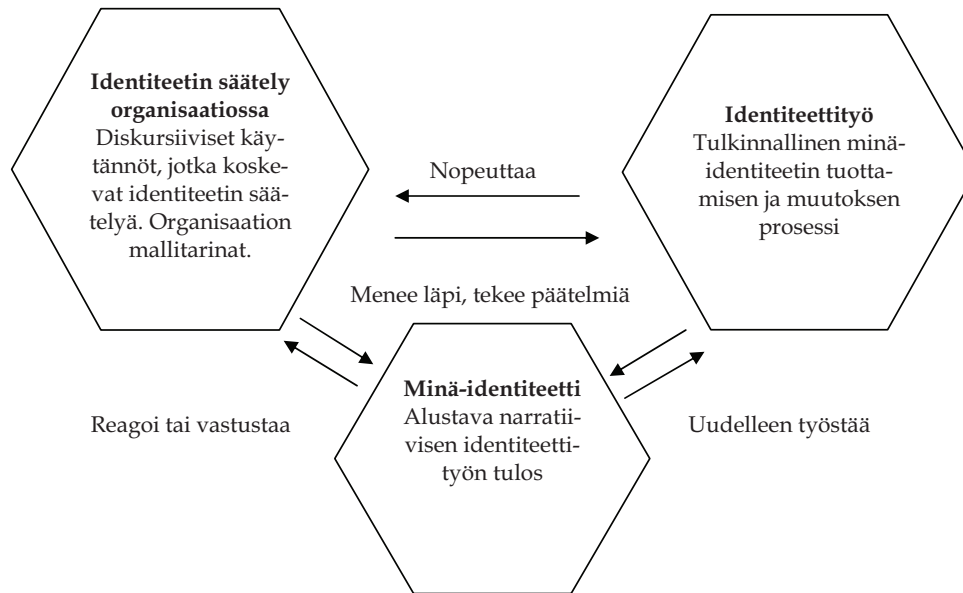 Identiteetin säätely
organisaatiossa
Diskursiiviset käy-
tännöt, jotka koske-
vat identiteetin sää-
telyä. Organisaation
mallitarinat.
Nopeuttaa
Identiteettityö
Tulkinnallinen minä-
identiteetin tuotta-
misen ja muutoksen
prosessi
Menee läpi, tekee päätelmiä
Reagoi tai vastustaa
Minä-identiteetti
Alustava narratii-
visen identiteetti-
työn tulos
Uudelleen työstää